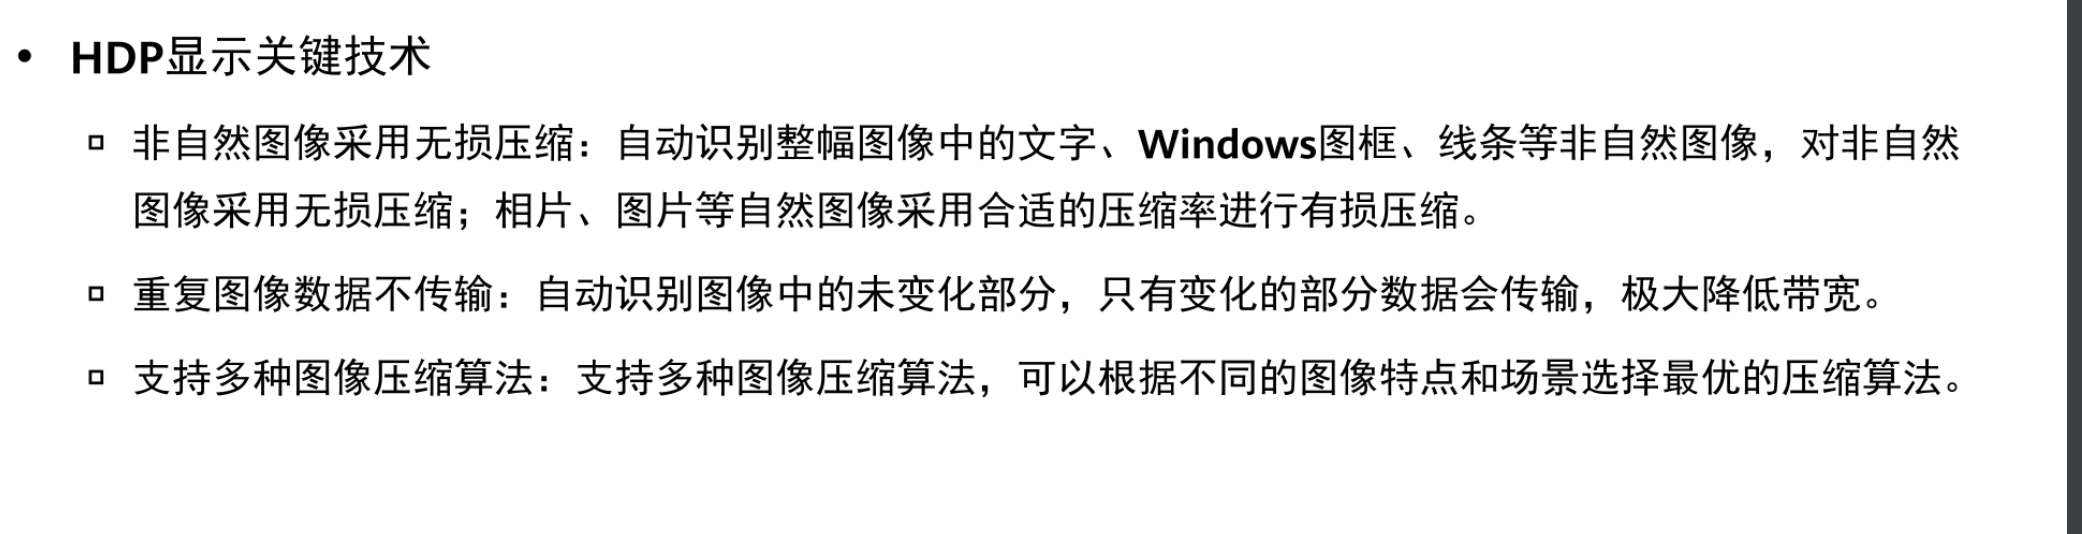 • HDP显示关键技术
▫ 非自然图像采用无损压缩：自动识别整幅图像中的文字、Windows图框、线条等非自然图像，对非自然
图像采用无损压缩；相片、图片等自然图像采用合适的压缩率进行有损压缩。
▫ 重复图像数据不传输：自动识别图像中的未变化部分，只有变化的部分数据会传输，极大降低带宽。
▫ 支持多种图像压缩算法：支持多种图像压缩算法，可以根据不同的图像特点和场景选择最优的压缩算法。